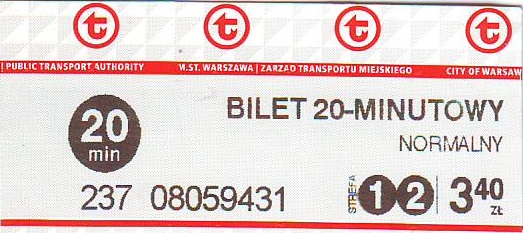 | PUBLIC TRANSPORT AUTHORITY M.ST. WARSZAWA | ZARZĄD TRANSPORTU MIEJSKIEGO CITY OF WARSAW
20 min
BILET 20-MINUTOWY
NORMALNY
237 08059431
STREFA 1 2 3 40 ZŁ